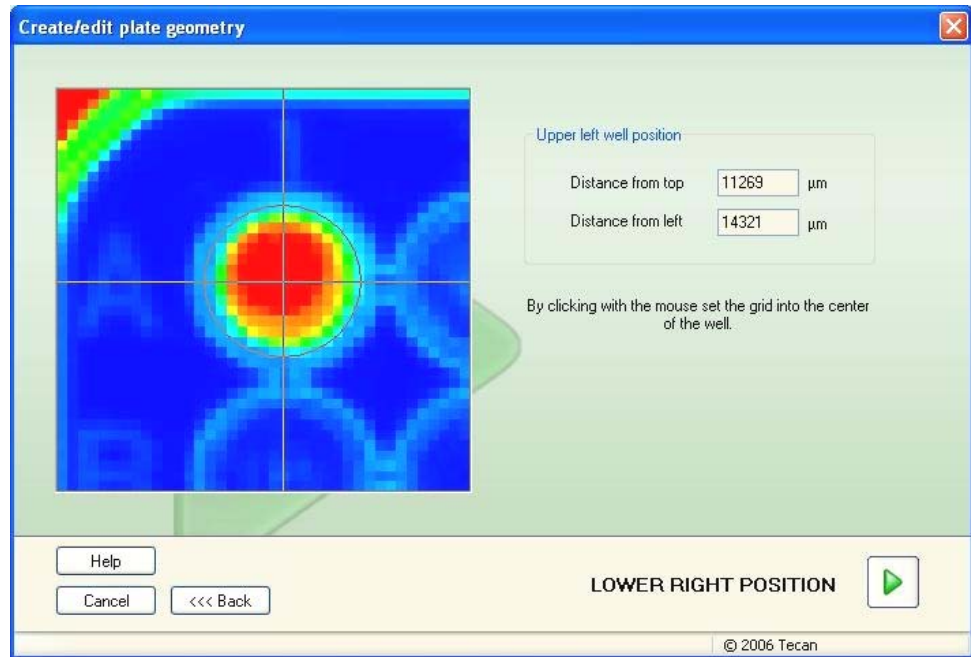 Create/edit plate geometry
Upper left well position
Distance from top 11269 µm
Distance from left 14321 µm
By clicking with the mouse set the grid into the center
of the well.
A
B
Help
Cancel <<< Back
LOWER RIGHT POSITION
© 2006 Tecan